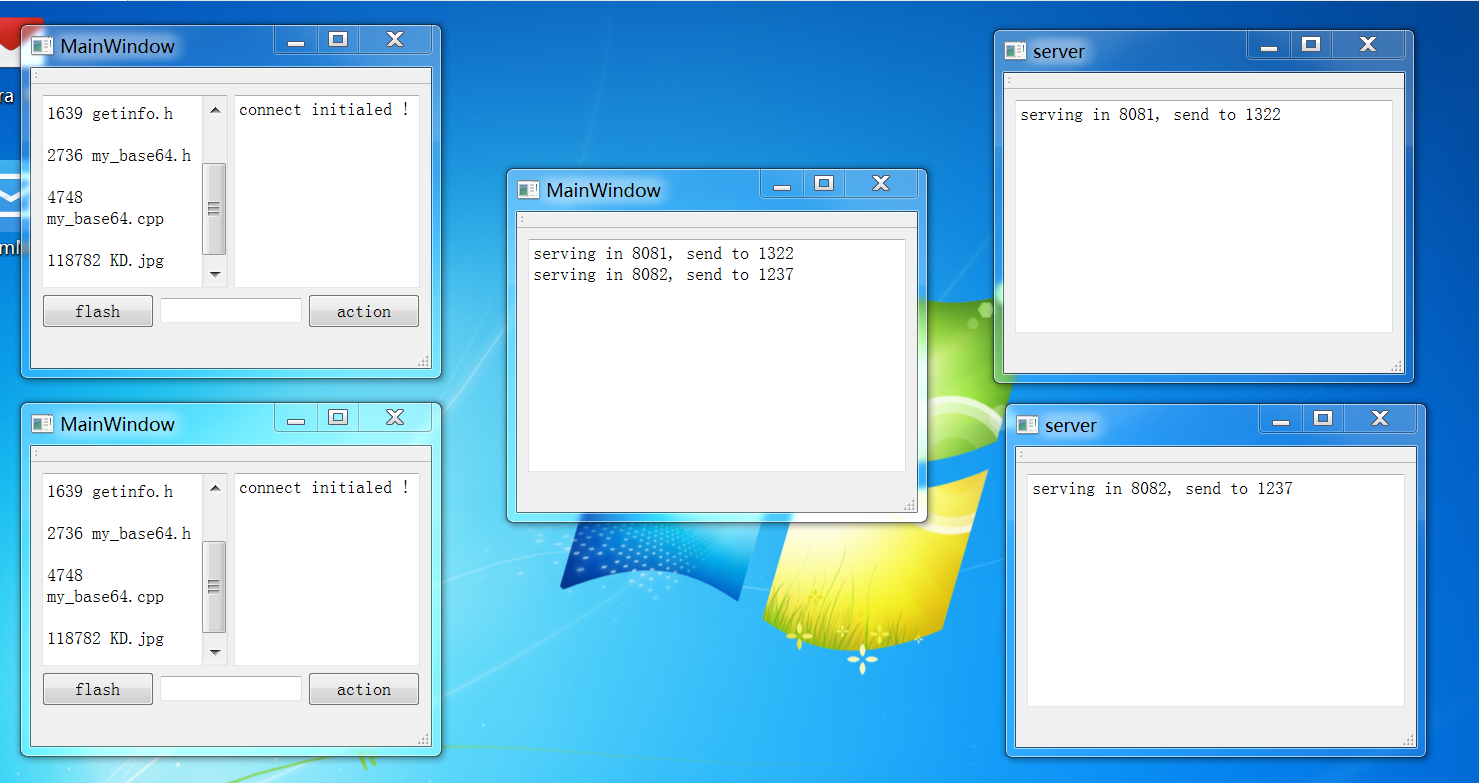 MainWindow
1639 getinfo.h
2736 my_base64.h
4748
my_base64.cpp
118782 KD.jpg
connect initialed !
flash
action
MainWindow
1639 getinfo.h
2736 my_base64.h
4748
my_base64.cpp
118782 KD.jpg
connect initialed !
flash
action
MainWindow
serving in 8081, send to 1322
serving in 8082, send to 1237
server
serving in 8081, send to 1322
server
serving in 8082, send to 1237
ra